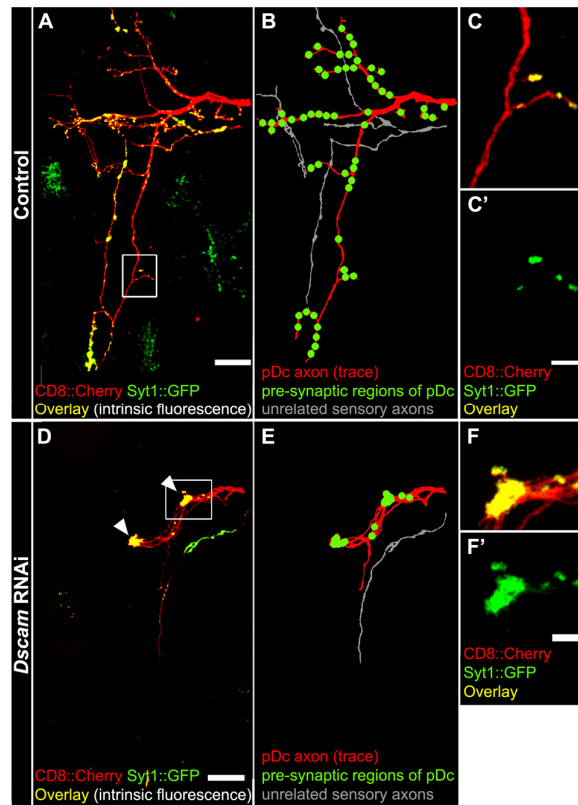 Control
A
CD8::Cherry Syt1::GFP
Overlay (intrinsic fluorescence)
B
pDc axon (trace)
pre-synaptic regions of pDc
unrelated sensory axons
C
C'
CD8::Cherry
Syt1::GFP
Overlay
Dscam RNAi
D
CD8::Cherry Syt1::GFP
Overlay (intrinsic fluorescence)
E
pDc axon (trace)
pre-synaptic regions of pDc
unrelated sensory axons
F
F'
CD8::Cherry
Syt1::GFP
Overlay